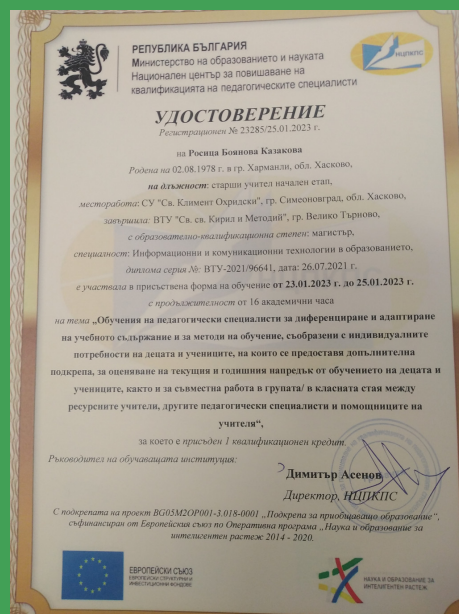 РЕПУБЛИКА БЪЛГАРИЯ
Министерство на образованието и науката
Национален център за повишаване на
квалификацията на педагогическите специалисти
НЦПКПС
УДОСТОВЕРЕНИЕ
Регистрационен № 23285/25.01.2023 г.
на Росица Боянова Казакова
Родена на 02.08.1978 г. в гр. Харманли, обл. Хасково,
на длъжност: старши учител начален етап,
месторабота: СУ "Св. Климент Охридски", гр. Симеоновград, обл. Хасково,
завършила: ВТУ "Св. св. Кирил и Методий", гр. Велико Търново,
с образователно-квалификационна степен: магистър,
специалност: Информационни и комуникационни технологии в образованието,
диплома серия №: ВТУ-2021/96641, дата: 26.07.2021 г.
е участвала в присъствена форма на обучение от 23.01.2023 г. до 25.01.2023 г.
с продължителност от 16 академични часа
на тема „Обучения на педагогически специалисти за диференциране и адаптиране
на учебното съдържание и за методи на обучение, съобразени с индивидуалните
потребности на децата и учениците, на които се предоставя допълнителна
подкрепа, за оценяване на текущия и годишния напредък от обучението на децата и
учениците, както и за съвместна работа в групата/ в класната стая между
ресурсните учители, другите педагогически специалисти и помощниците на
учителя“,
за което е присъден 1 квалификационен кредит.
Ръководител на обучаващата институция:
Димитър Асенов
Директор, НЦПКПС
С подкрепата на проект BG05M2OP001-3.018-0001 „Подкрепа за приобщаващо образование“,
съфинансиран от Европейския съюз по Оперативна програма „Наука и образование за
интелигентен растеж 2014 - 2020.
ЕВРОПЕЙСКИ СЪЮЗ
ЕВРОПЕЙСКИ СТРУКТУРНИ И
ИНВЕСТИЦИОННИ ФОНДОВЕ
НАУКА И ОБРАЗОВАНИЕ ЗА
ИНТЕЛИГЕНТЕН РАСТЕЖ